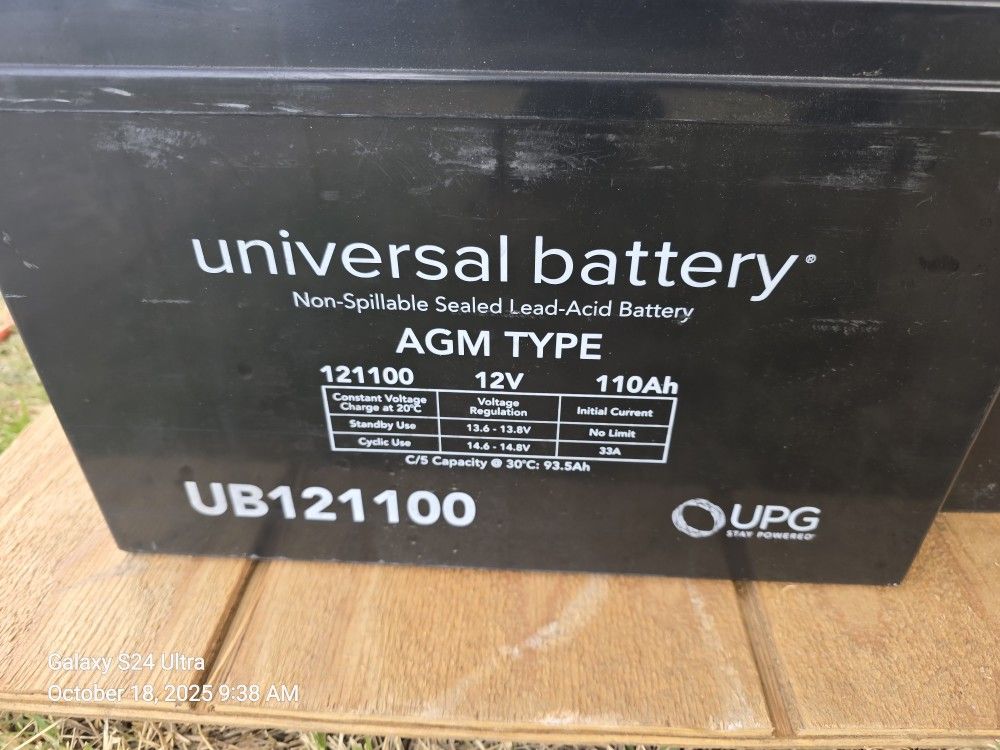 universal battery®
Non-Spillable Sealed Lead-Acid Battery
AGM TYPE
121100 12V 110Ah
Constant Voltage Charge at 20°C Voltage Regulation Initial Current
Standby Use 13.6 - 13.8V No Limit
Cyclic Use 14.6 - 14.8V 33A
C/5 Capacity @ 30°C: 93.5Ah
UB121100
UPG
STAY POWERED
Galaxy S24 Ultra
October 18, 2025 9:38 AM